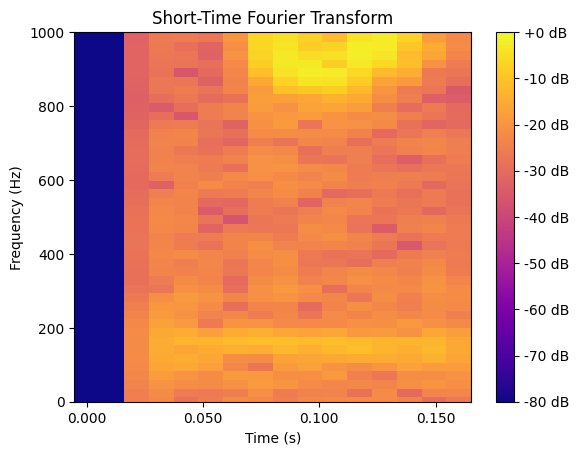 Short-Time Fourier Transform
Frequency (Hz)
1000
800
600
400
200
0
0.000
0.050
0.100
0.150
Time (s)
+0 dB
-10 dB
-20 dB
-30 dB
-40 dB
-50 dB
-60 dB
-70 dB
-80 dB